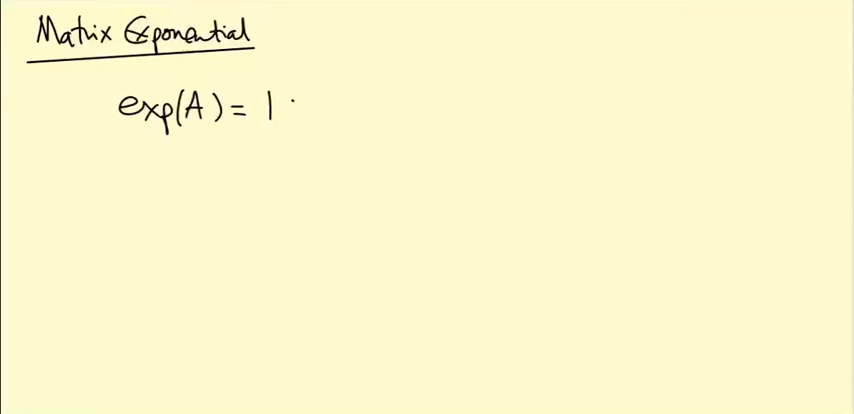 Matrix Exponential
exp(A) = 1